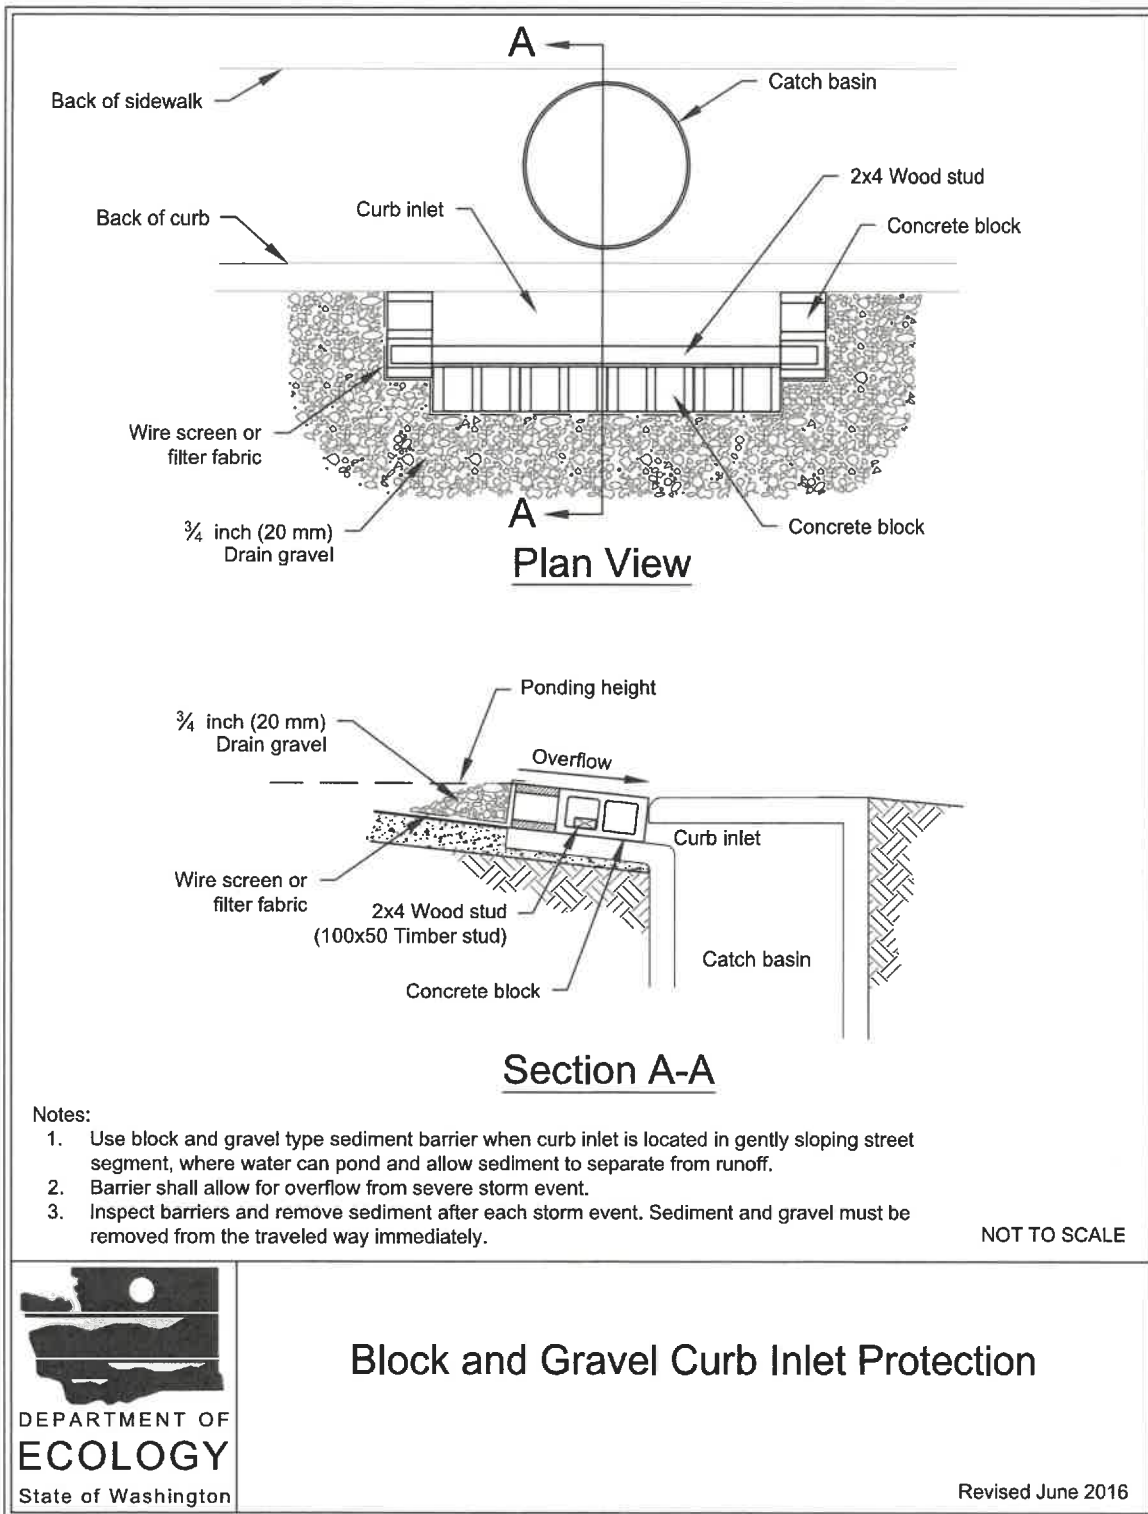 A
Back of sidewalk
Catch basin
2x4 Wood stud
Curb inlet
Back of curb
Concrete block
Wire screen or
filter fabric
¾ inch (20 mm)
Drain gravel
A
Concrete block
Plan View
Ponding height
¾ inch (20 mm)
Drain gravel
Overflow
Curb inlet
Wire screen or
filter fabric
2x4 Wood stud
(100x50 Timber stud)
Catch basin
Concrete block
Section A-A
Notes:
1. Use block and gravel type sediment barrier when curb inlet is located in gently sloping street
segment, where water can pond and allow sediment to separate from runoff.
2. Barrier shall allow for overflow from severe storm event.
3. Inspect barriers and remove sediment after each storm event. Sediment and gravel must be
removed from the traveled way immediately.
NOT TO SCALE
DEPARTMENT OF
ECOLOGY
State of Washington
Block and Gravel Curb Inlet Protection
Revised June 2016